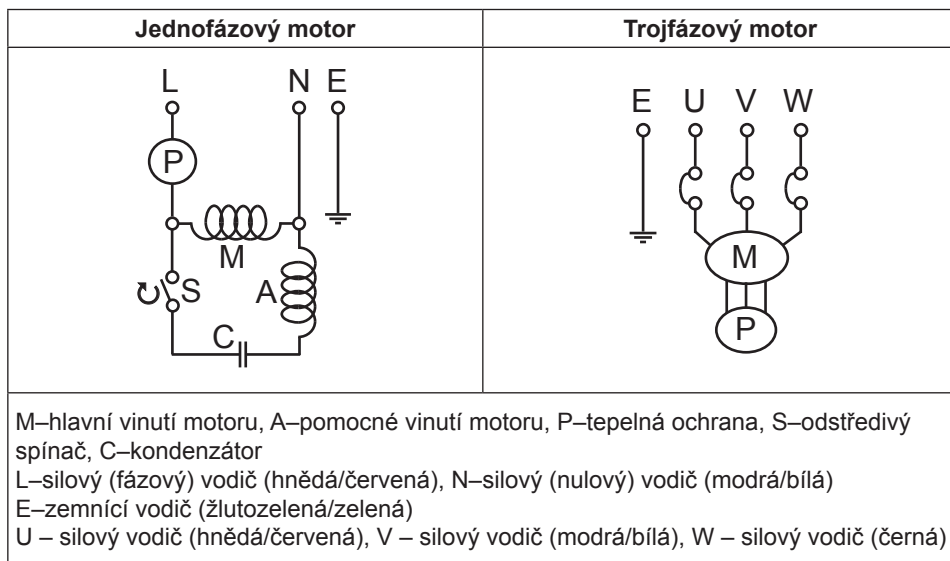 Jednofázový motor
Trojfázový motor
L N E
P
M
S A
C
E U V W
M
P
M–hlavní vinutí motoru, A–pomocné vinutí motoru, P–tepelná ochrana, S–odstředivý
spínač, C–kondenzátor
L–silový (fázový) vodič (hnědá/červená), N–silový (nulový) vodič (modrá/bílá)
E–zemnící vodič (žlutozelená/zelená)
U – silový vodič (hnědá/červená), V – silový vodič (modrá/bílá), W – silový vodič (černá)